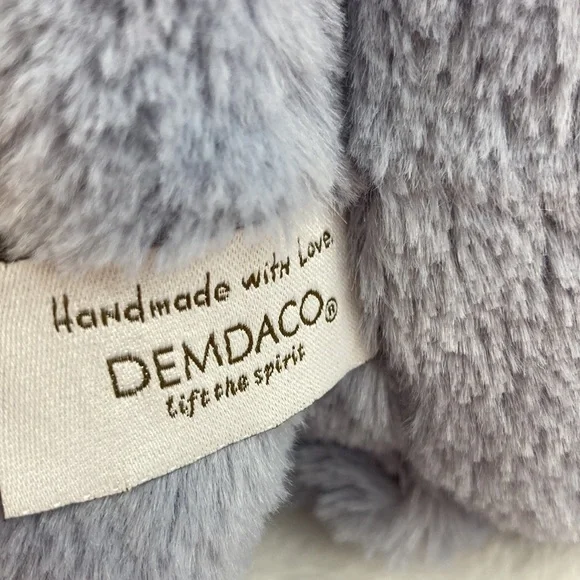 Handmade with Love.
DEMDACO®
lift the spirit